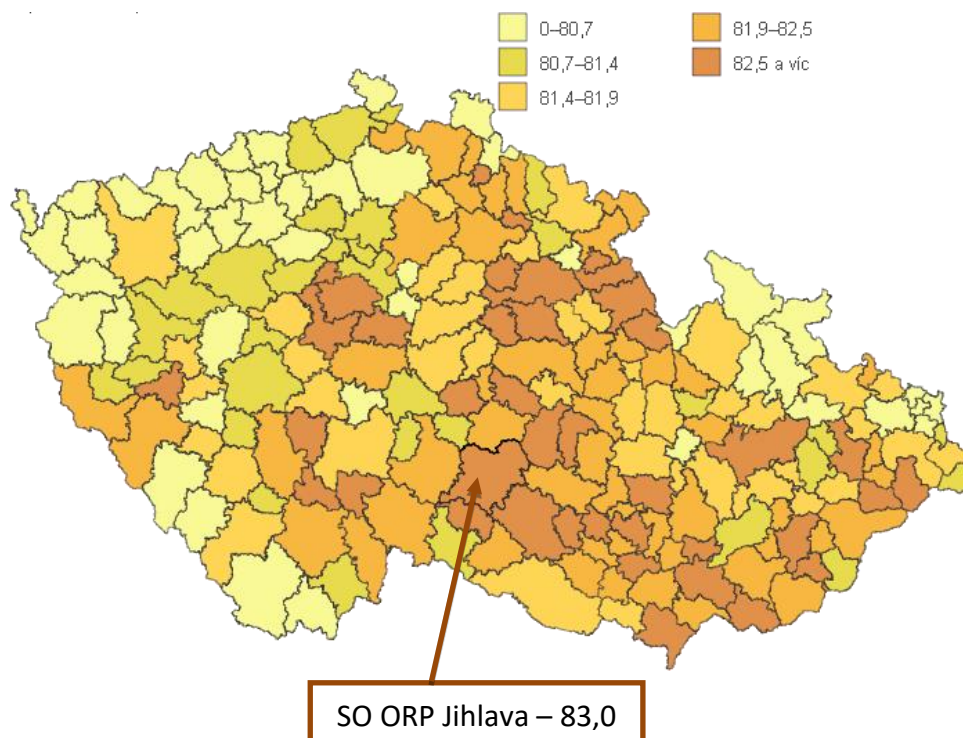 0–80,7
80,7–81,4
81,4–81,9
81,9–82,5
82,5 a víc
SO ORP Jihlava – 83,0